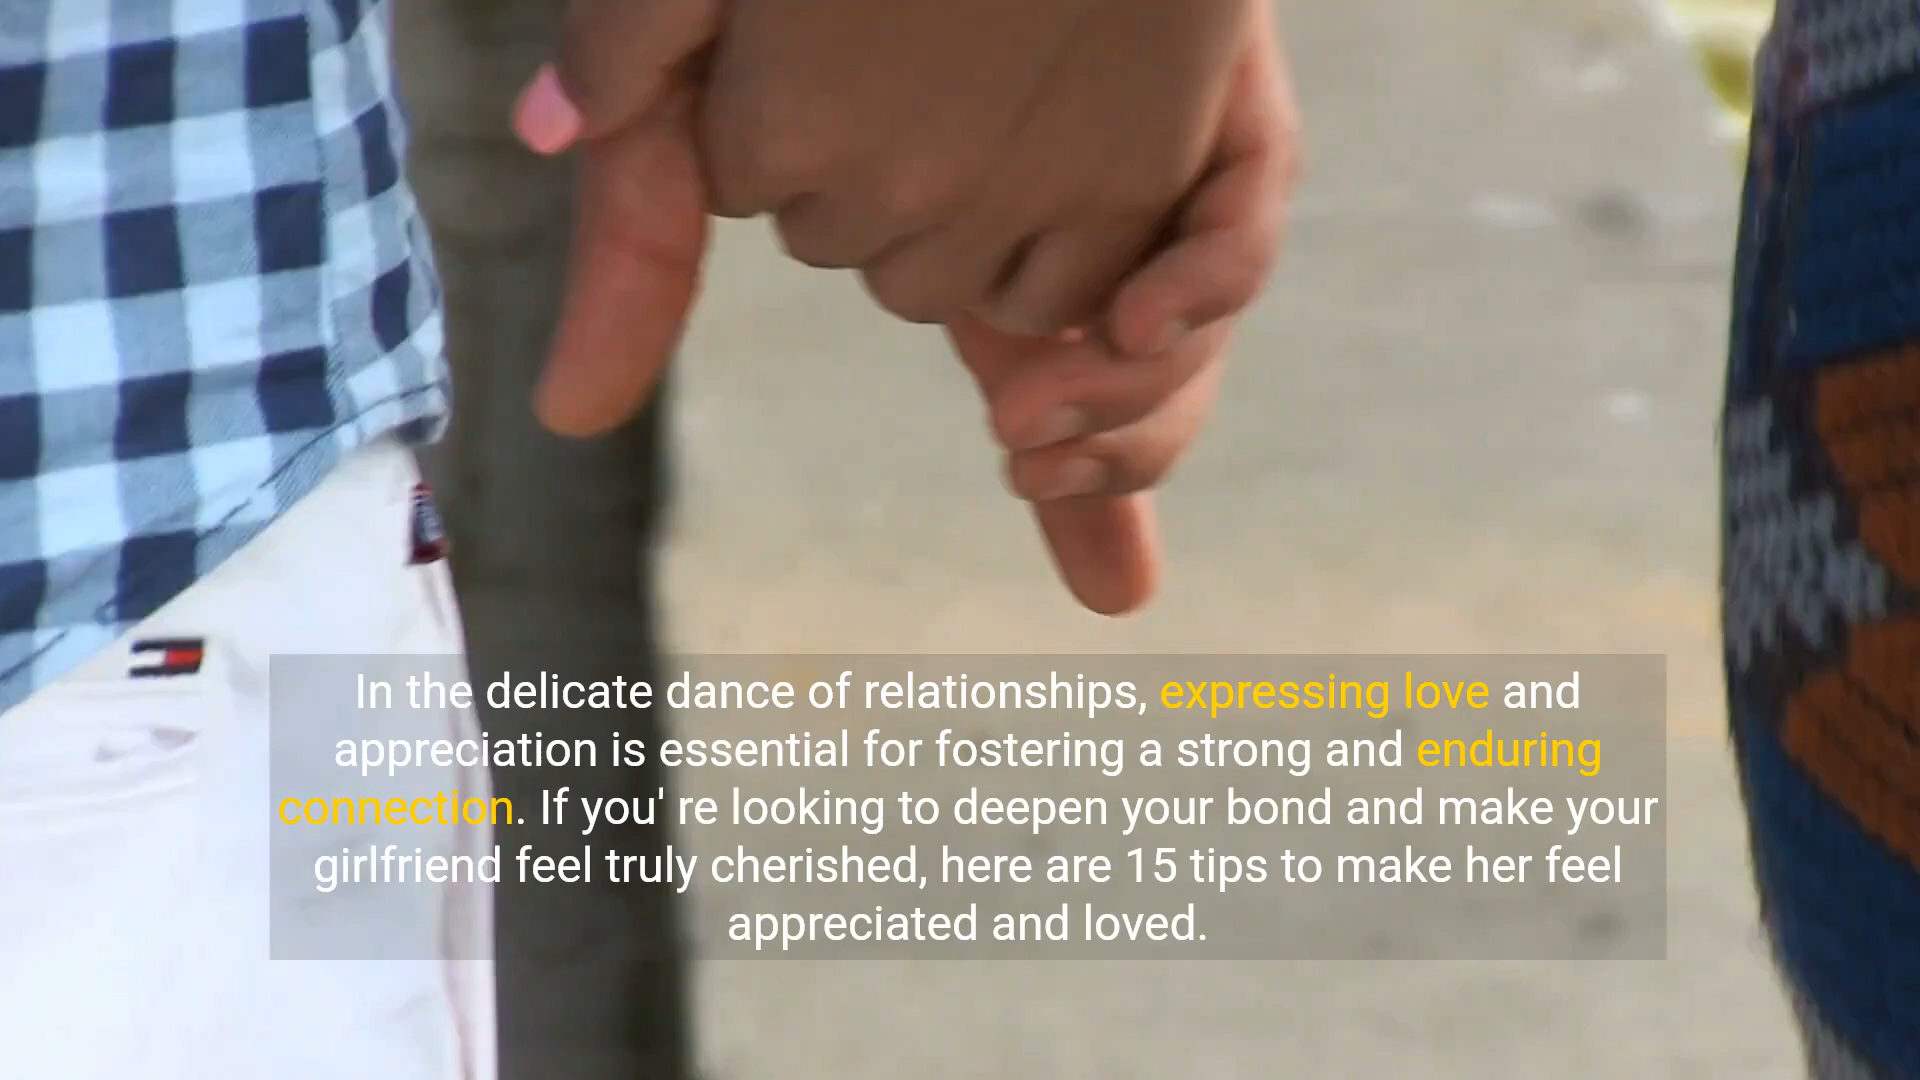 In the delicate dance of relationships, expressing love and
appreciation is essential for fostering a strong and enduring
connection. If you' re looking to deepen your bond and make your
girlfriend feel truly cherished, here are 15 tips to make her feel
appreciated and loved.